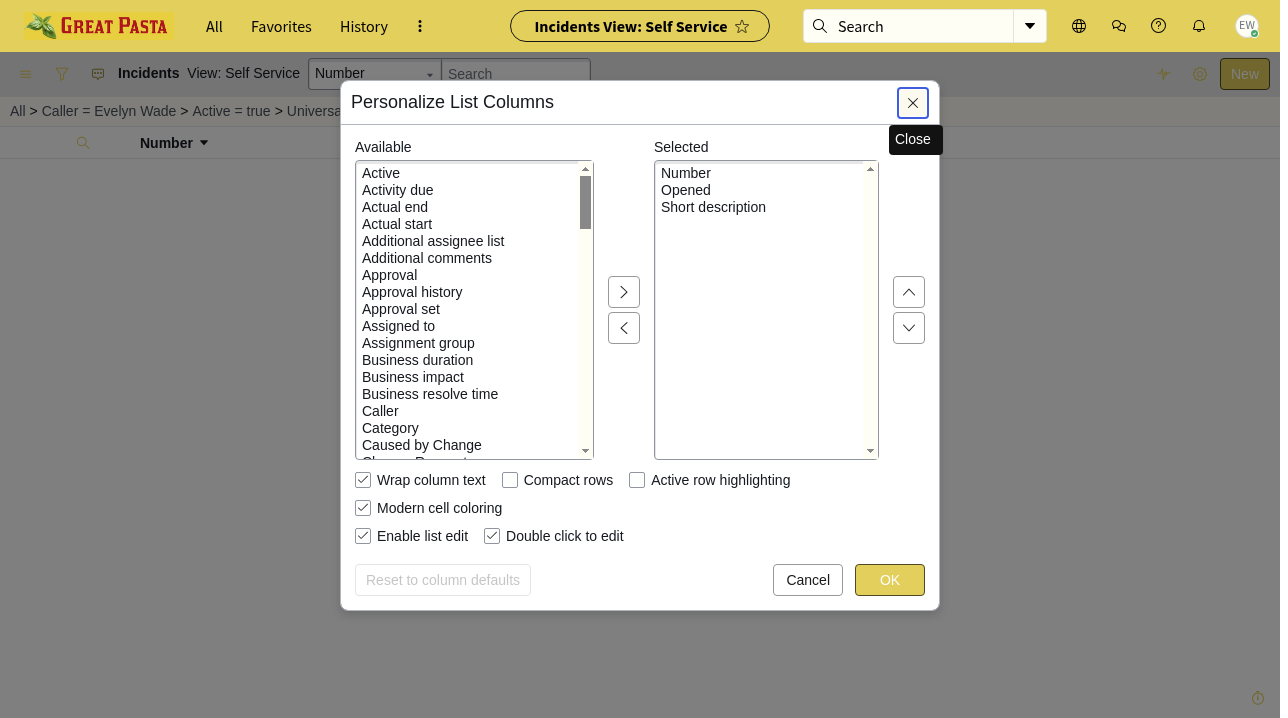 GREAT PASTA
All
Favorites
History
Incidents View: Self Service
Search
EW
Incidents View: Self Service
Number
Search
New
All > Caller = Evelyn Wade > Active = true > Universa
Number
Personalize List Columns
Close
Available
Active
Activity due
Actual end
Actual start
Additional assignee list
Additional comments
Approval
Approval history
Approval set
Assigned to
Assignment group
Business duration
Business impact
Business resolve time
Caller
Category
Caused by Change
Selected
Number
Opened
Short description
Wrap column text
Compact rows
Active row highlighting
Modern cell coloring
Enable list edit
Double click to edit
Reset to column defaults
Cancel
OK